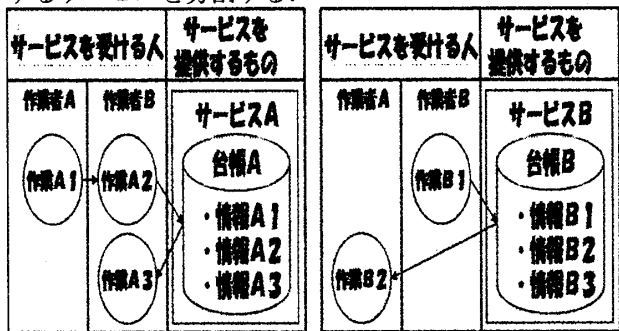 サービスを受ける人
サービスを
提供するもの
作業者A
作業者B
サービスA
台帳A
作業A1
作業A2
・情報A1
・情報A2
・情報A3
作業A3
サービスを受ける人
サービスを
提供するもの
作業者A
作業者B
サービスB
台帳B
作業B1
・情報B1
・情報B2
・情報B3
作業B2